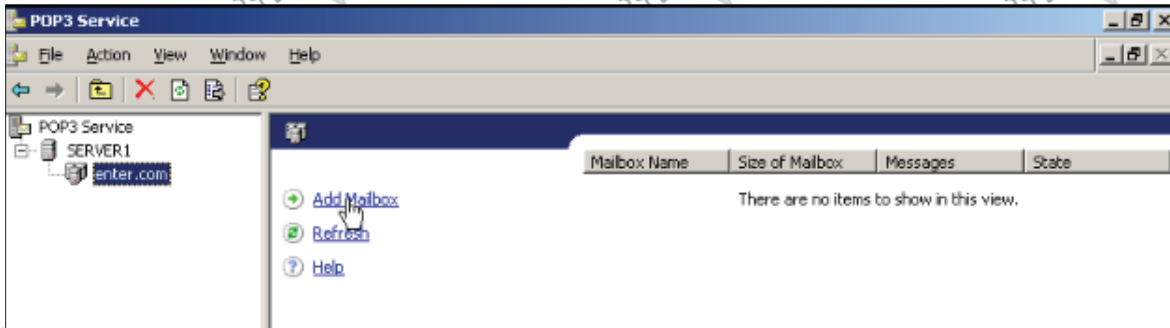 POP3 Service
File Action View Window Help
POP3 Service
SERVER1
enter.com
Mailbox Name Size of Mailbox Messages State
Add Mailbox
There are no items to show in this view.
Refresh
Help